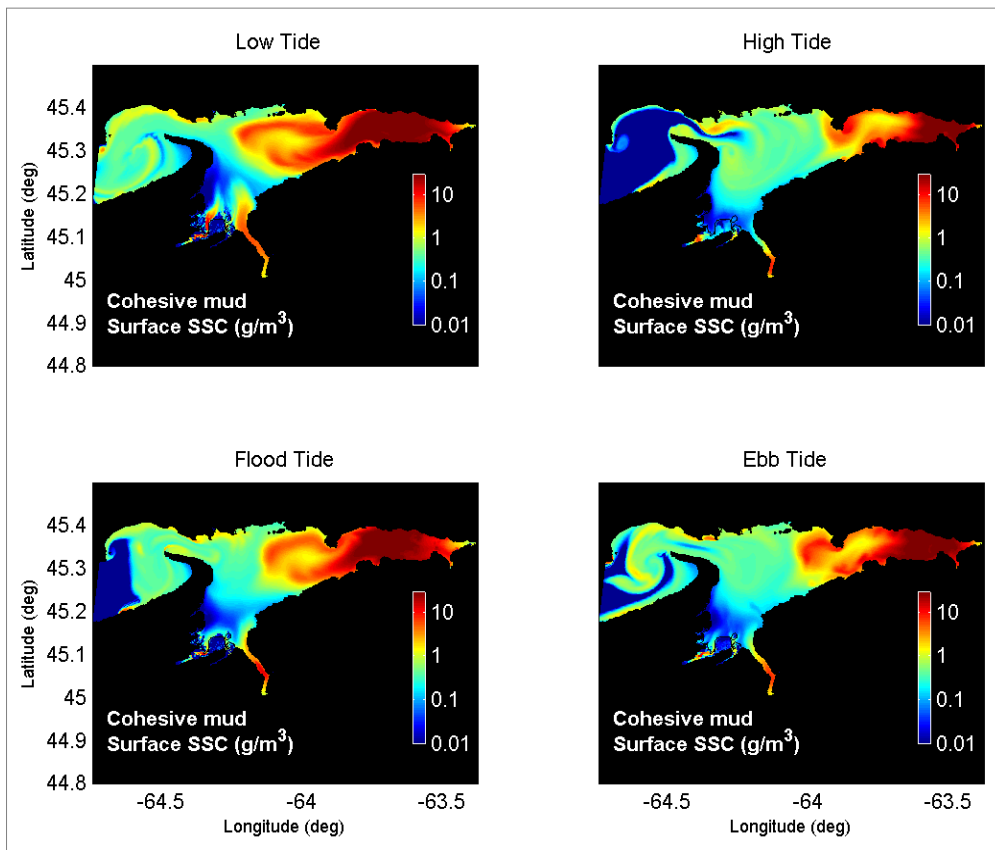 Low Tide
High Tide
45.4
45.3
45.2
45.1
45
44.9
44.8
Latitude (deg)
10
1
0.1
0.01
Cohesive mud
Surface SSC (g/m³)
10
1
0.1
0.01
Cohesive mud
Surface SSC (g/m³)
Flood Tide
Ebb Tide
45.4
45.3
45.2
45.1
45
44.9
44.8
Latitude (deg)
10
1
0.1
0.01
Cohesive mud
Surface SSC (g/m³)
10
1
0.1
0.01
Cohesive mud
Surface SSC (g/m³)
-64.5 -64 -63.5
Longitude (deg)
-64.5 -64 -63.5
Longitude (deg)